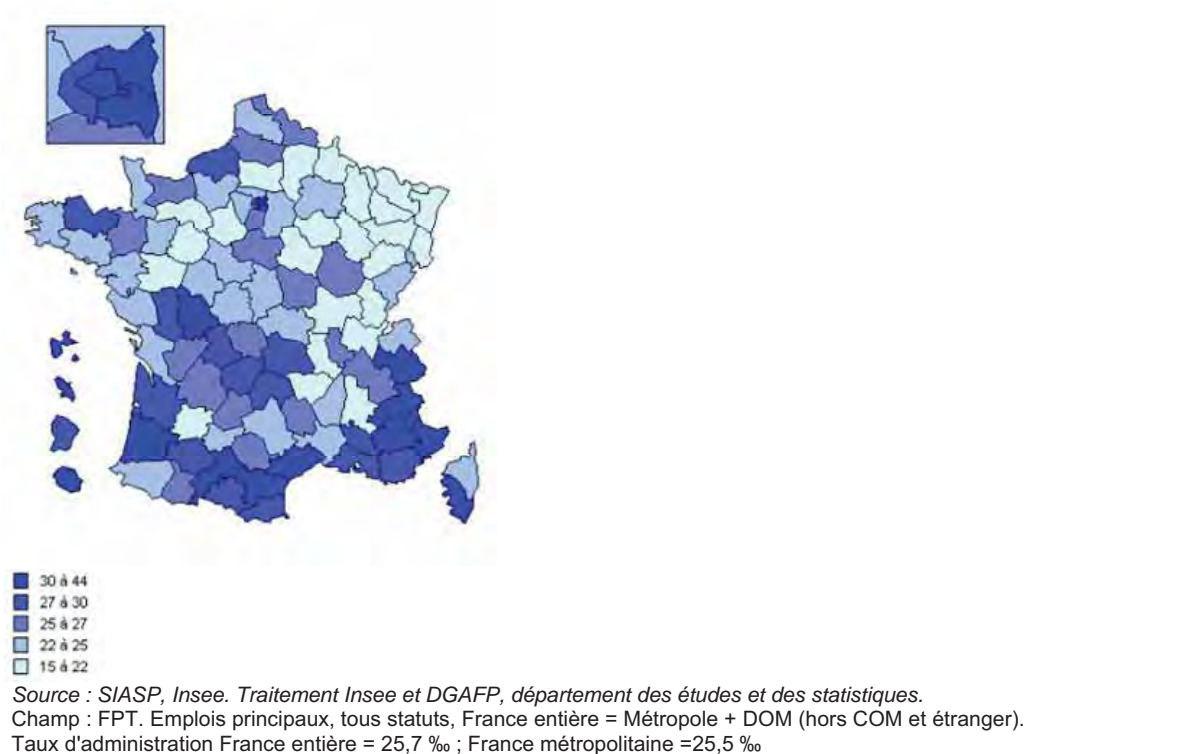 30 à 44
27 à 30
25 à 27
22 à 25
15 à 22
Source : SIASP, Insee. Traitement Insee et DGAFP, département des études et des statistiques.
Champ : FPT. Emplois principaux, tous statuts, France entière = Métropole + DOM (hors COM et étranger).
Taux d'administration France entière = 25,7 ‰ ; France métropolitaine =25,5 ‰